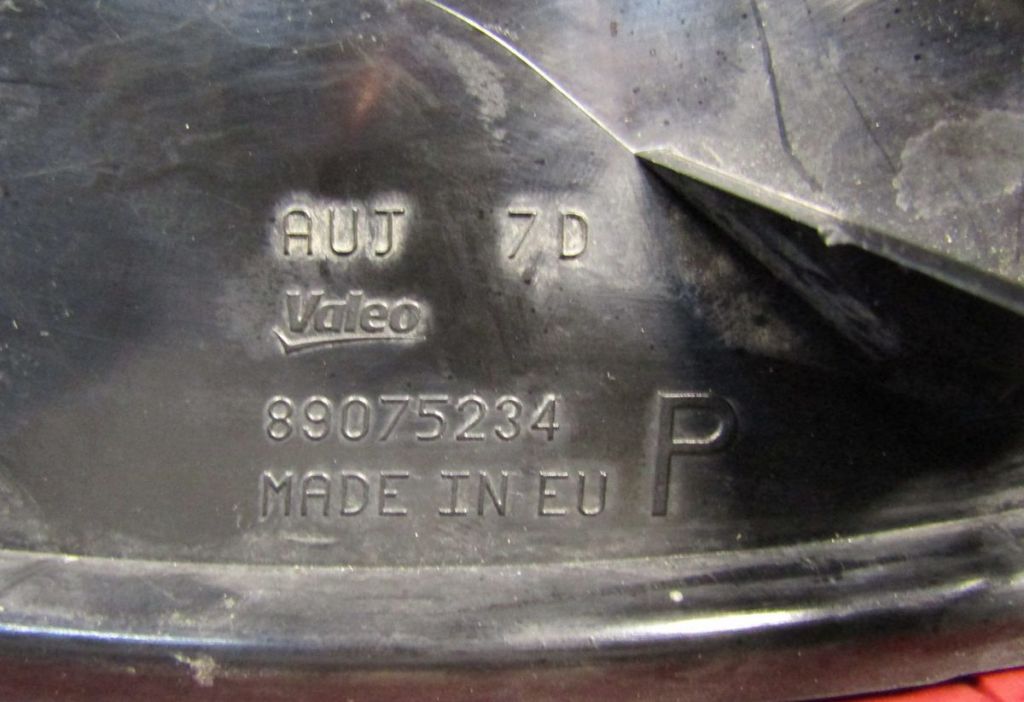 AUJ 7D
Valeo
89075234
MADE IN EU P